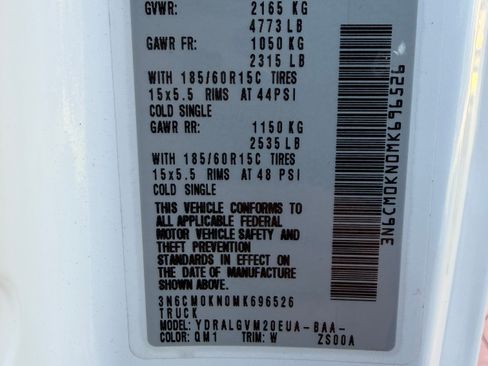 GVWR: 2165 KG
4773 LB
GAWR FR: 1050 KG
2315 LB
WITH 185/60R15C TIRES
15x5.5 RIMS AT 44PSI
COLD SINGLE
GAWR RR: 1150 KG
2535 LB
WITH 185/60R15C TIRES
15x5.5 RIMS AT 48 PSI
COLD SINGLE
THIS VEHICLE CONFORMS TO
ALL APPLICABLE FEDERAL
MOTOR VEHICLE SAFETY AND
THEFT PREVENTION
STANDARDS IN EFFECT ON
THE DATE OF MANUFACTURE
SHOWN ABOVE.
3N6CM0KN0MK696526
TRUCK
MODEL: YDRALGVM20EUA-BAA-
COLOR: QM1 TRIM: W ZS00A
3N6CM0KN0MK696526